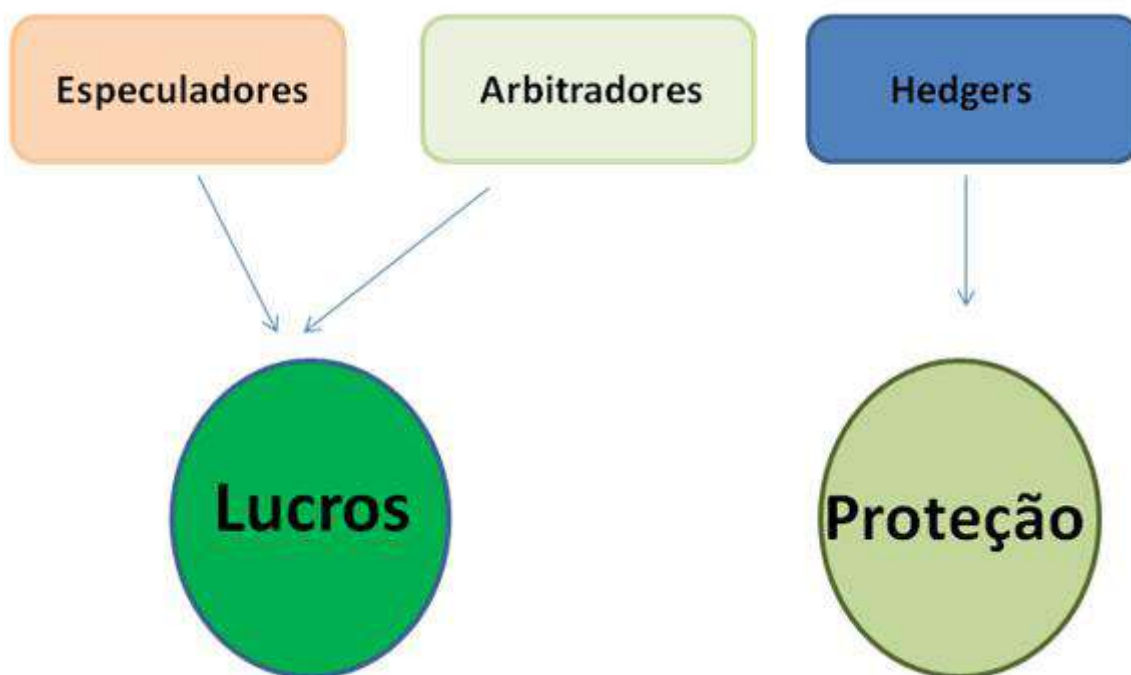 Especuladores
Arbitradores
Hedgers
Lucros
Proteção